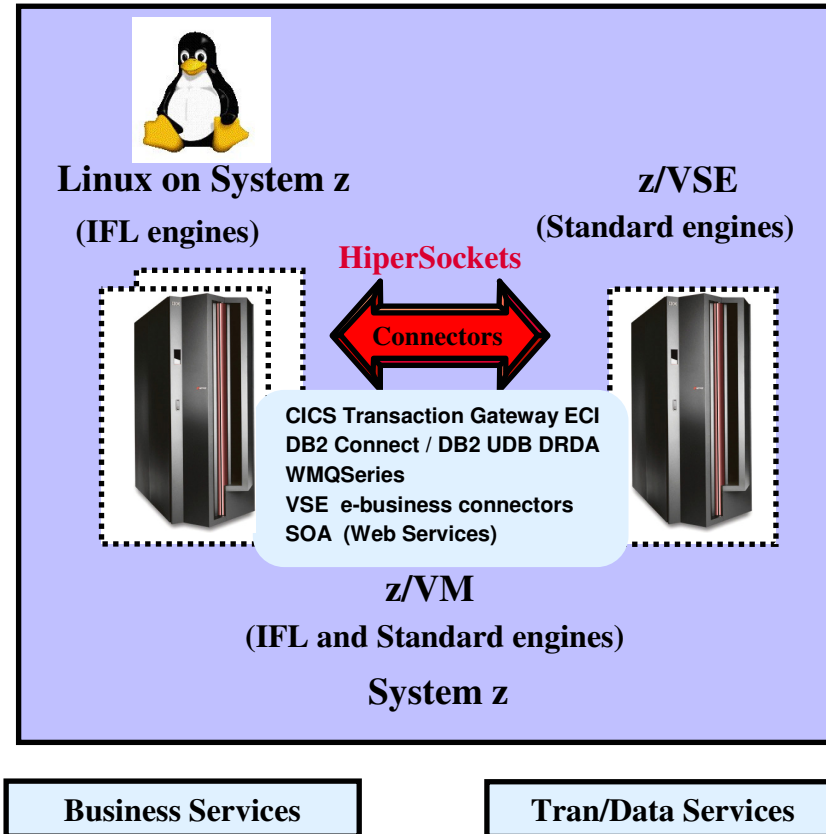 Linux on System z
(IFL engines)
z/VSE
(Standard engines)
HiperSockets
Connectors
CICS Transaction Gateway ECI
DB2 Connect / DB2 UDB DRDA
WMQSeries
VSE e-business connectors
SOA (Web Services)
z/VM
(IFL and Standard engines)
System z
Business Services
Tran/Data Services